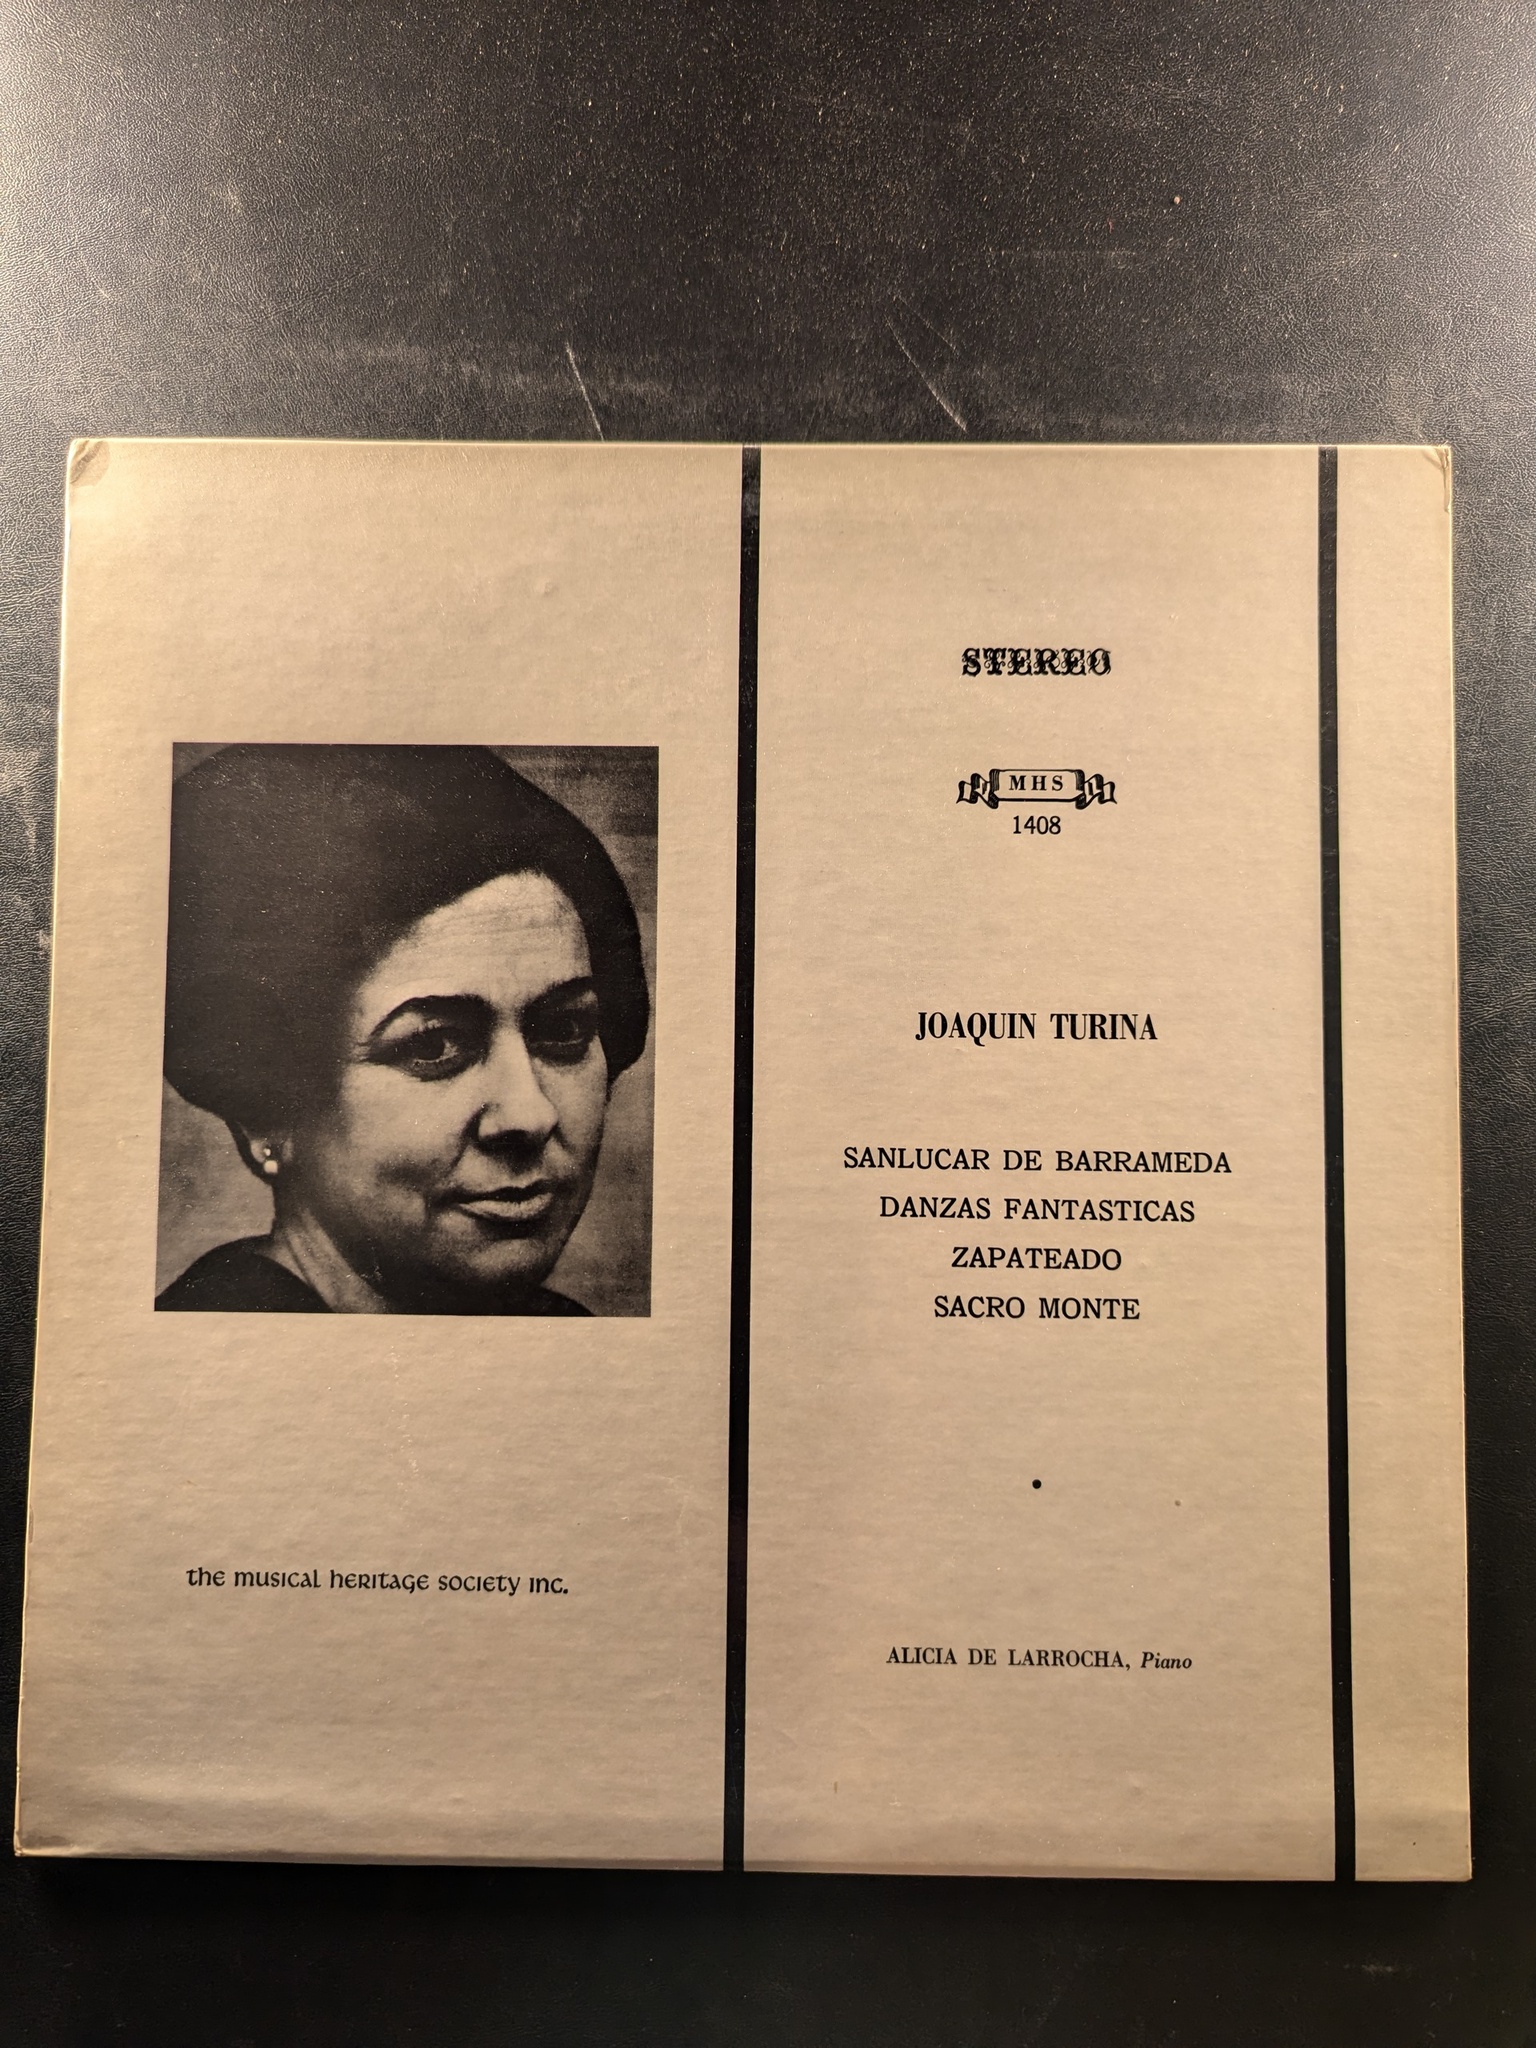 STEREO
MHS
1408
JOAQUIN TURINA
SANLUCAR DE BARRAMEDA
DANZAS FANTASTICAS
ZAPATEADO
SACRO MONTE
the musical heritage society inc.
ALICIA DE LARROCHA, Piano